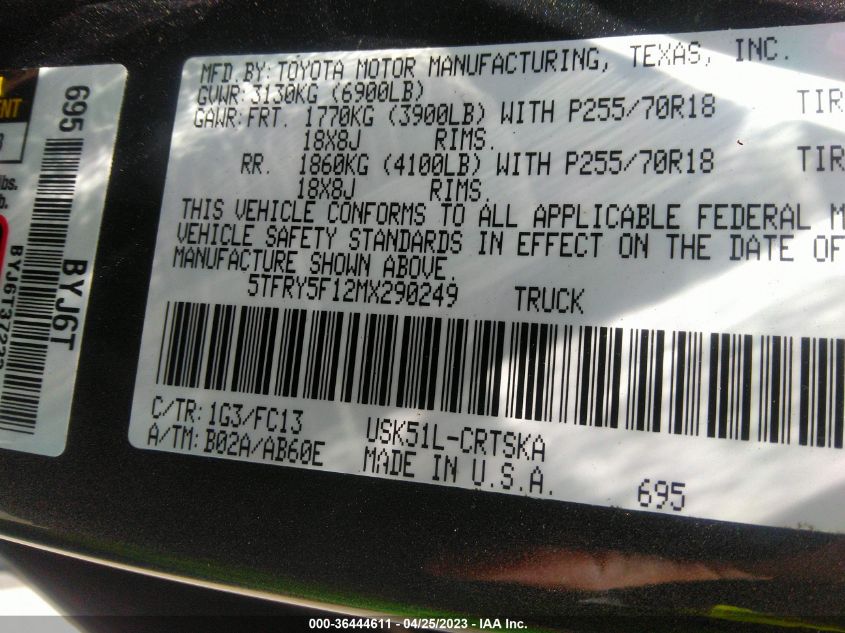 MFD. BY: TOYOTA MOTOR MANUFACTURING, TEXAS, INC.
GVWR: 3130KG (6900LB)
GAWR: FRT. 1770KG (3900LB) WITH P255/70R18 TIR
18X8J RIMS.
RR. 1860KG (4100LB) WITH P255/70R18 TIR
18X8J RIMS.
THIS VEHICLE CONFORMS TO ALL APPLICABLE FEDERAL M
VEHICLE SAFETY STANDARDS IN EFFECT ON THE DATE OF
MANUFACTURE SHOWN ABOVE.
5TFRY5F12MX290249 TRUCK
C/TR: 1G3/FC13 USK51L-CRTSKA
A/TM: B02A/AB60E MADE IN U.S.A.
695
695
BYJ6T
lbs.
000-36444611 - 04/25/2023 - IAA Inc.